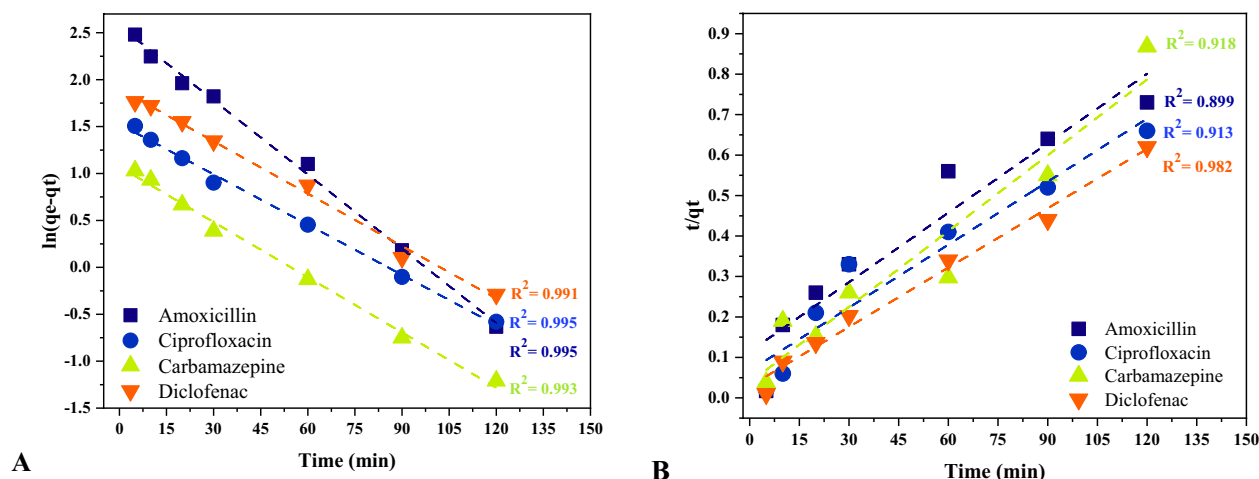 2.5
2.0
1.5
1.0
0.5
0.0
-0.5
-1.0
-1.5
ln(qe-qt)
R²= 0.991
R²= 0.995
R²= 0.995
R²= 0.993
Amoxicillin
Ciprofloxacin
Carbamazepine
Diclofenac
0 15 30 45 60 75 90 105 120 135 150
Time (min)
A
0.9
0.8
0.7
0.6
0.5
0.4
0.3
0.2
0.1
0.0
t/qt
R²= 0.918
R²= 0.899
R²= 0.913
R²= 0.982
Amoxicillin
Ciprofloxacin
Carbamazepine
Diclofenac
0 15 30 45 60 75 90 105 120 135 150
Time (min)
B